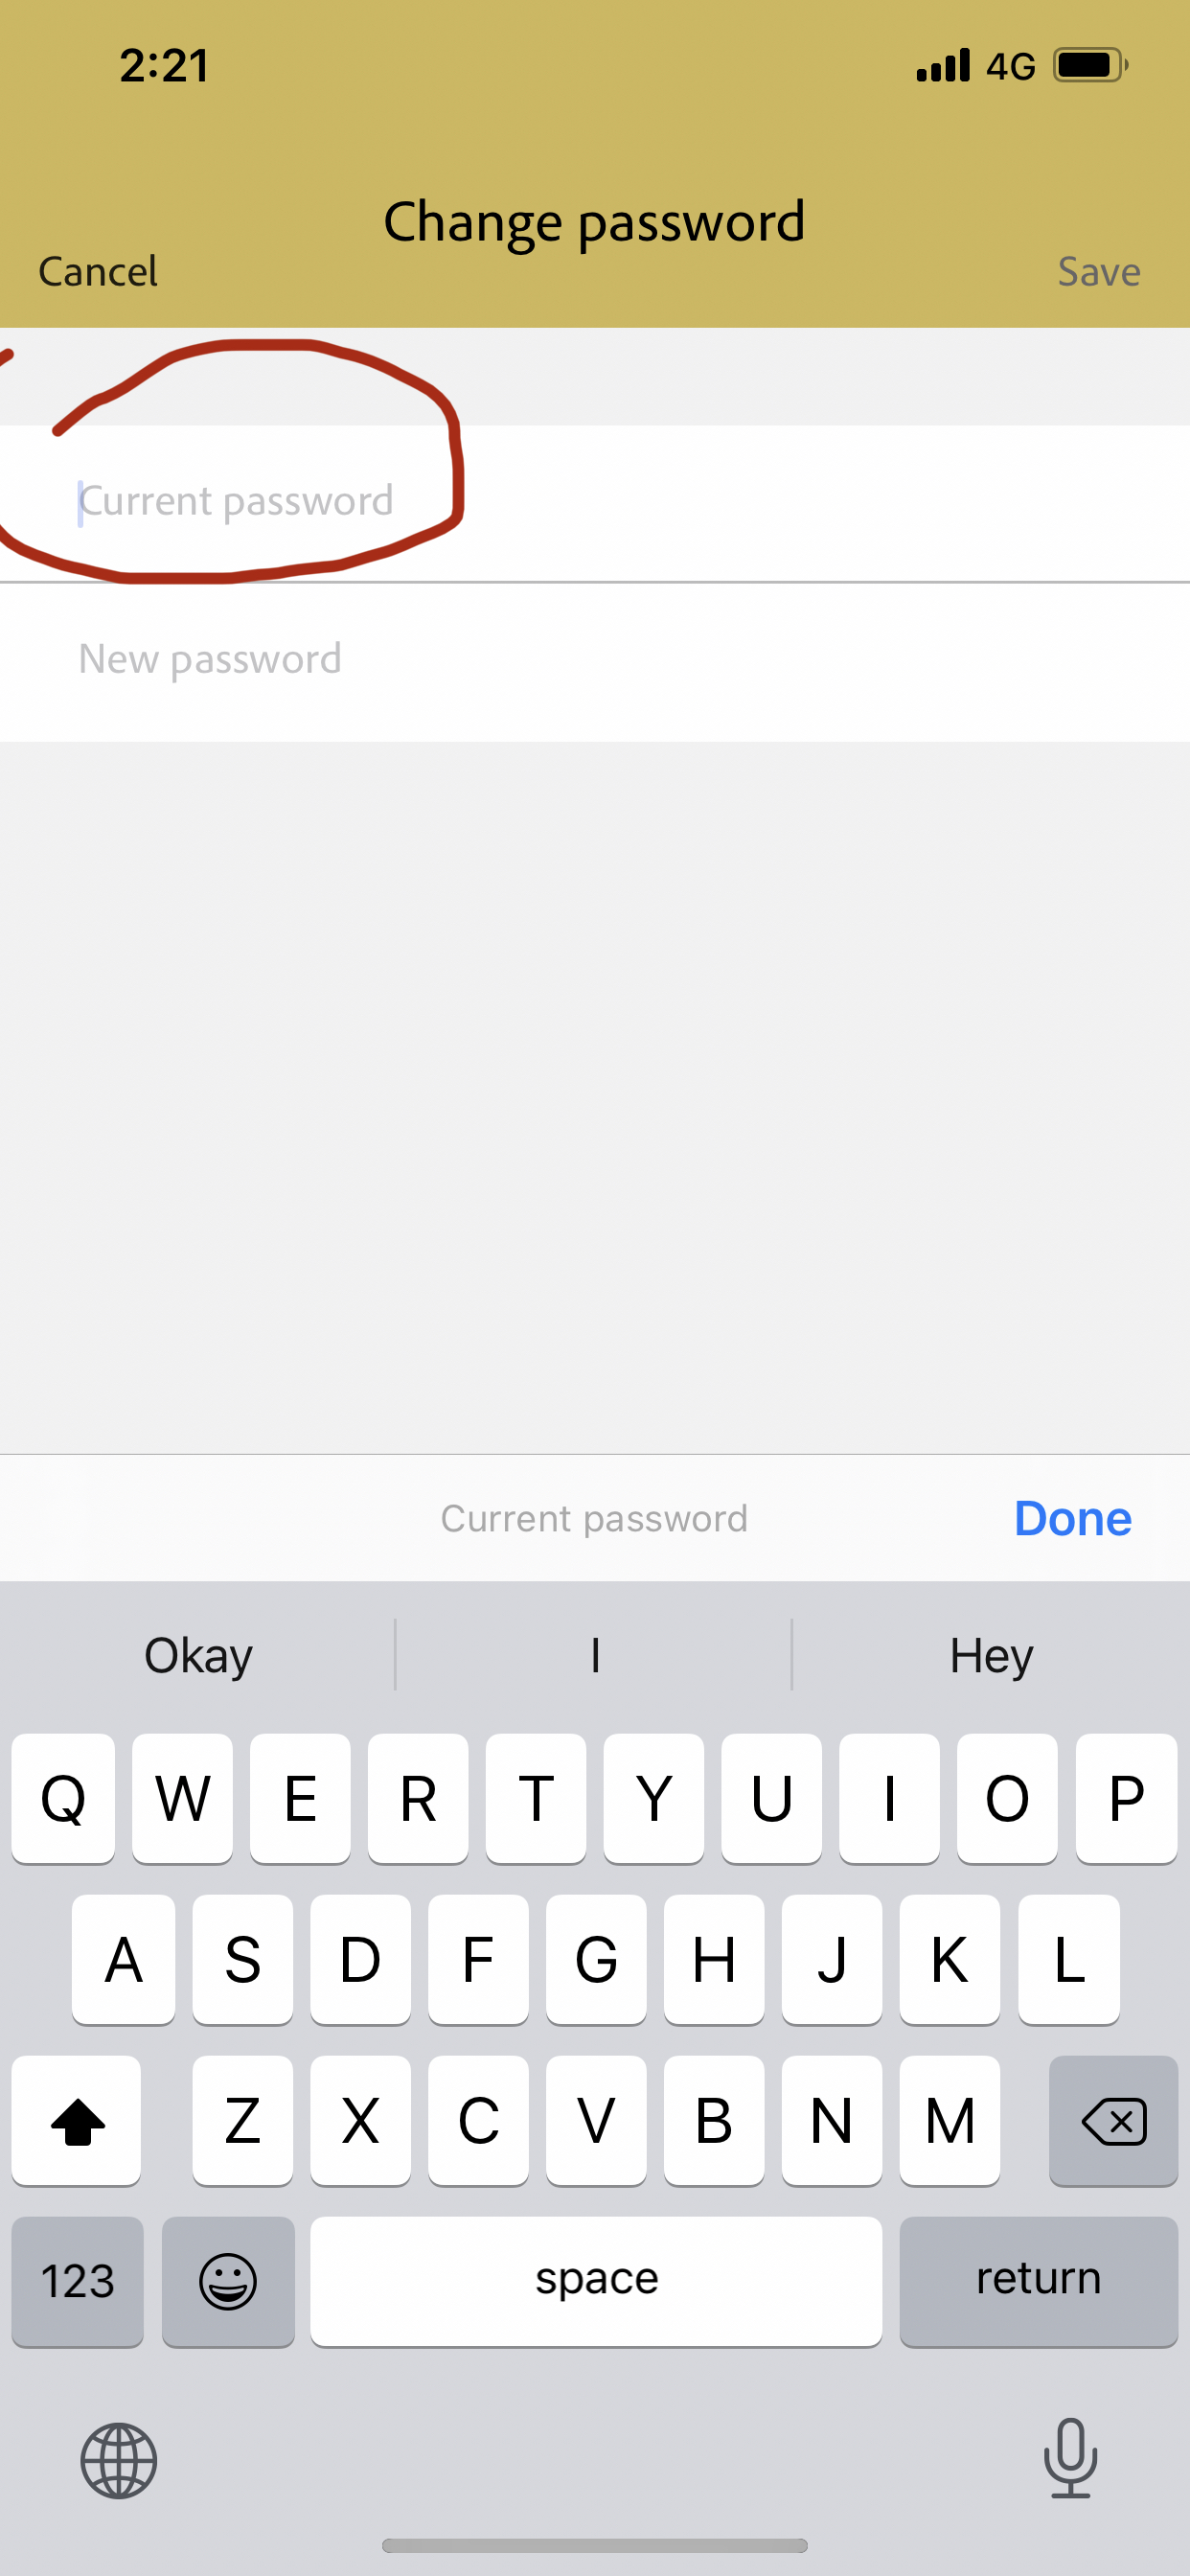 2:21 4G
Change password
Cancel Save
Current password
New password
Current password Done
Okay I Hey
Q W E R T Y U I O P
A S D F G H J K L
Z X C V B N M
123 space return